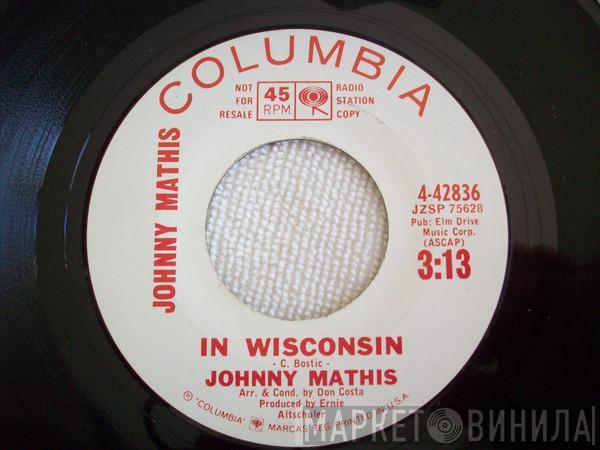 COLUMBIA
NOT FOR RESALE
45 RPM
RADIO STATION COPY
JOHNNY MATHIS
4-42836
JZSP 75628
Pub: Elm Drive
Music Corp.
(ASCAP)
3:13
IN WISCONSIN
- C. Bostic -
JOHNNY MATHIS
Arr. & Cond. by Don Costa
Produced by Ernie
Altschuler
® "COLUMBIA", MARCAS REG. PRINTED IN U.S.A.
МАРКЕТ ВИНИЛА